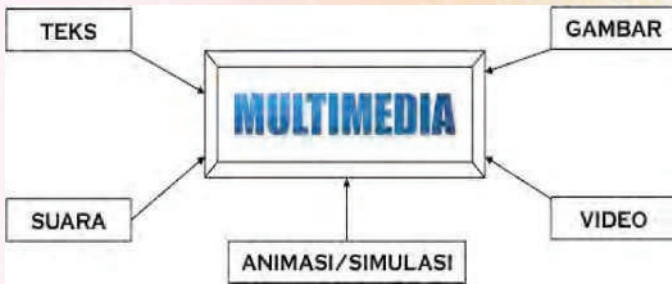 TEKS
GAMBAR
MULTIMEDIA
SUARA
VIDEO
ANIMASI/SIMULASI